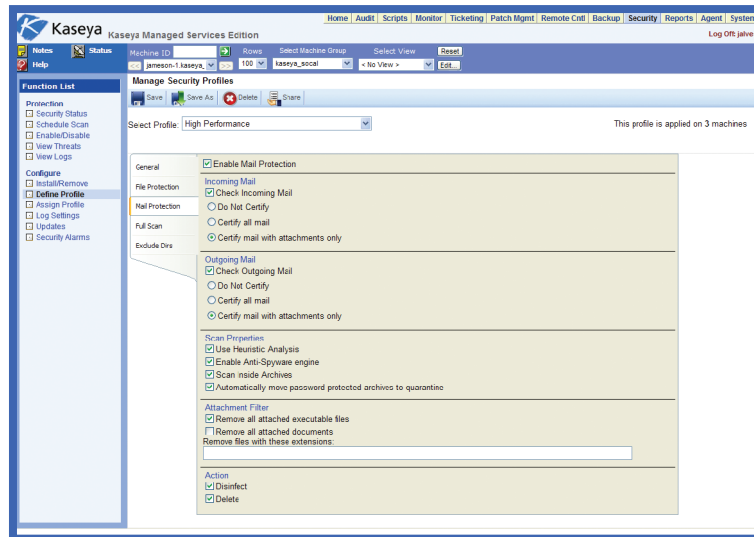 Kaseya Kaseya Managed Services Edition
Home Audit Scripts Monitor Ticketing Patch Mgmt Remote Cntl Backup Security Reports Agent System
Log Off: jalve
Notes Status
Help
Machine ID Rows Select Machine Group Select View Reset
<< jameson-1.kaseya_ >> 100 kaseya_socal < No View > Edit...
Function List
Protection
Security Status
Schedule Scan
Enable/Disable
View Threats
View Logs
Configure
Install/Remove
Define Profile
Assign Profile
Log Settings
Updates
Security Alarms
Manage Security Profiles
Save Save As Delete Share
Select Profile: High Performance
This profile is applied on 3 machines
General
File Protection
Mail Protection
Full Scan
Exclude Dirs
Enable Mail Protection
Incoming Mail
Check Incoming Mail
Do Not Certify
Certify all mail
Certify mail with attachments only
Outgoing Mail
Check Outgoing Mail
Do Not Certify
Certify all mail
Certify mail with attachments only
Scan Properties
Use Heuristic Analysis
Enable Anti-Spyware engine
Scan Inside Archives
Automatically move password protected archives to quarantine
Attachment Filter
Remove all attached executable files
Remove all attached documents
Remove files with these extensions:
Action
Disinfect
Delete